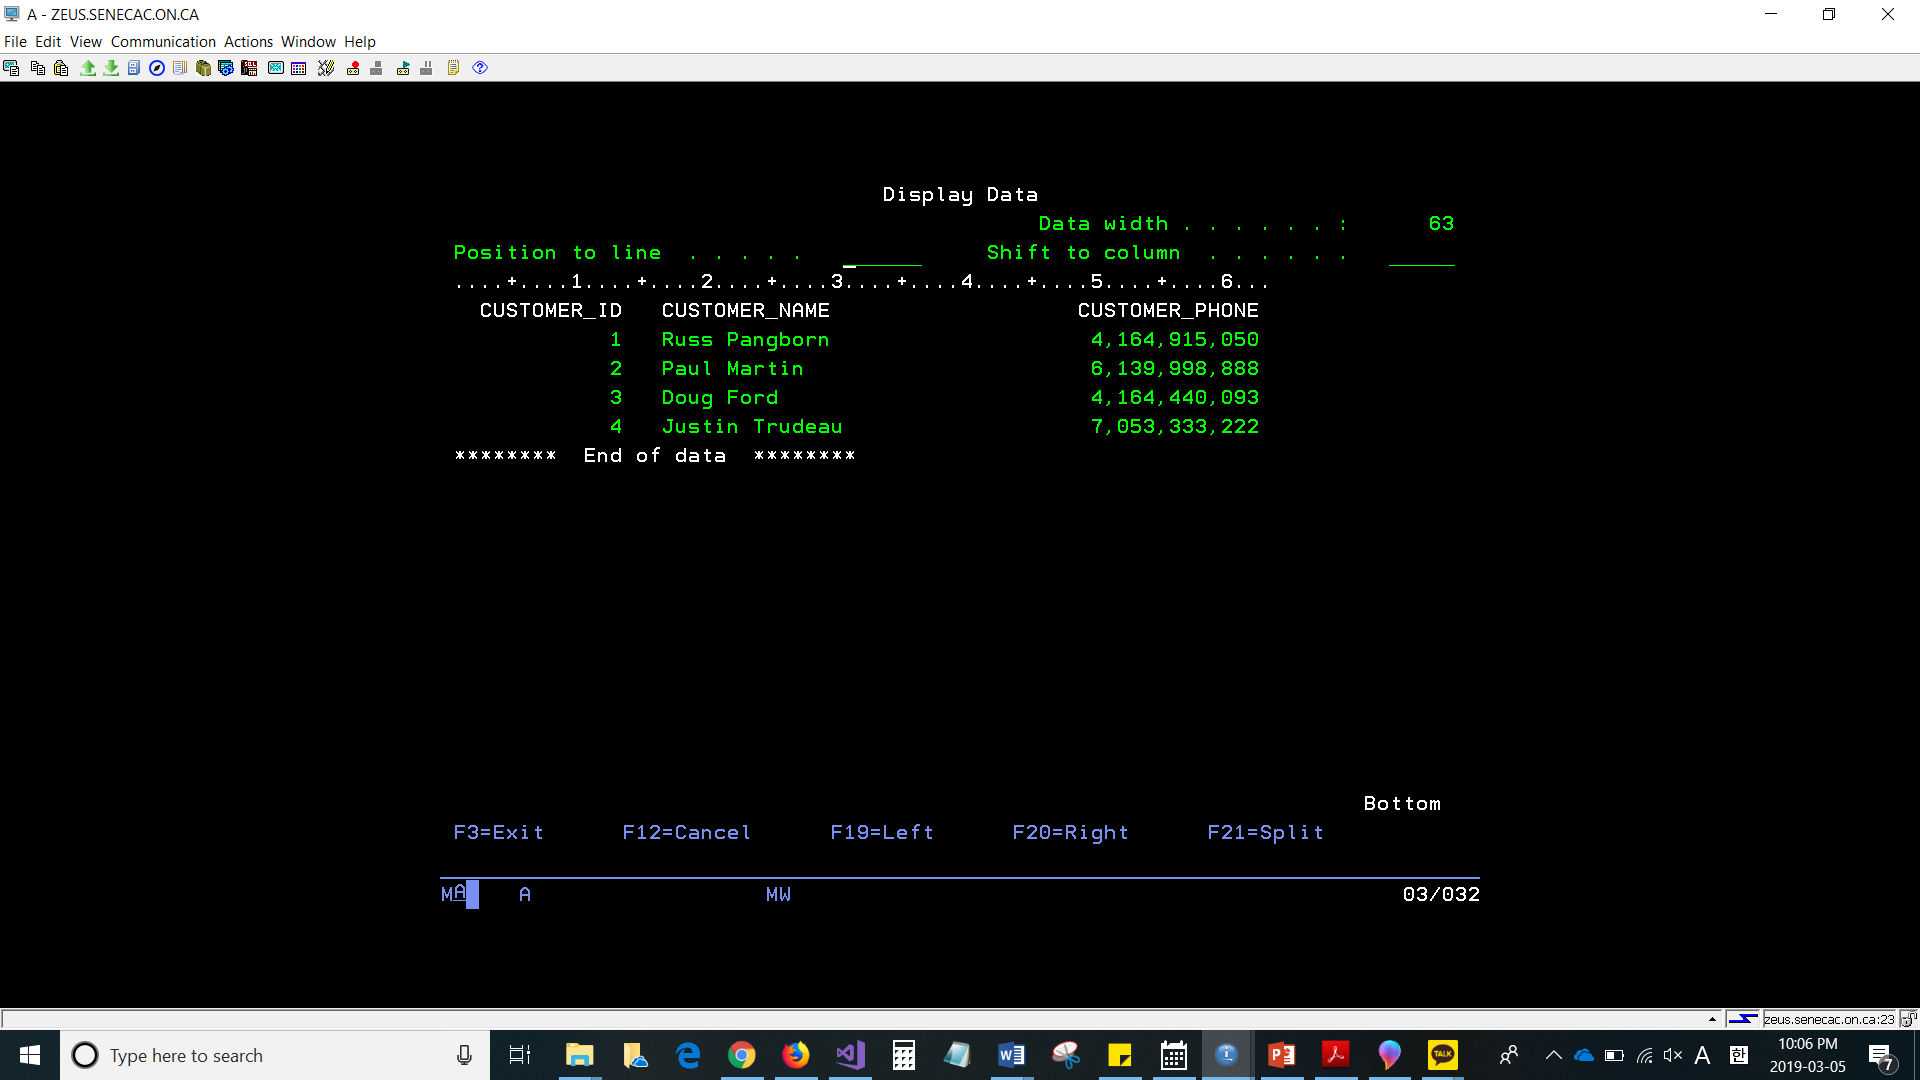 A - ZEUS.SENECAC.ON.CA
File Edit View Communication Actions Window Help
Display Data
Data width . . . . . . : 63
Position to line . . . . . Shift to column . . . . . .
....+....1....+....2....+....3....+....4....+....5....+....6...
CUSTOMER_ID CUSTOMER_NAME CUSTOMER_PHONE
1 Russ Pangborn 4,164,915,050
2 Paul Martin 6,139,998,888
3 Doug Ford 4,164,440,093
4 Justin Trudeau 7,053,333,222
******** End of data ********
Bottom
F3=Exit F12=Cancel F19=Left F20=Right F21=Split
MA A MW 03/032
zeus.senecac.on.ca:23
Type here to search
TALK
A 한
10:06 PM
2019-03-05
7